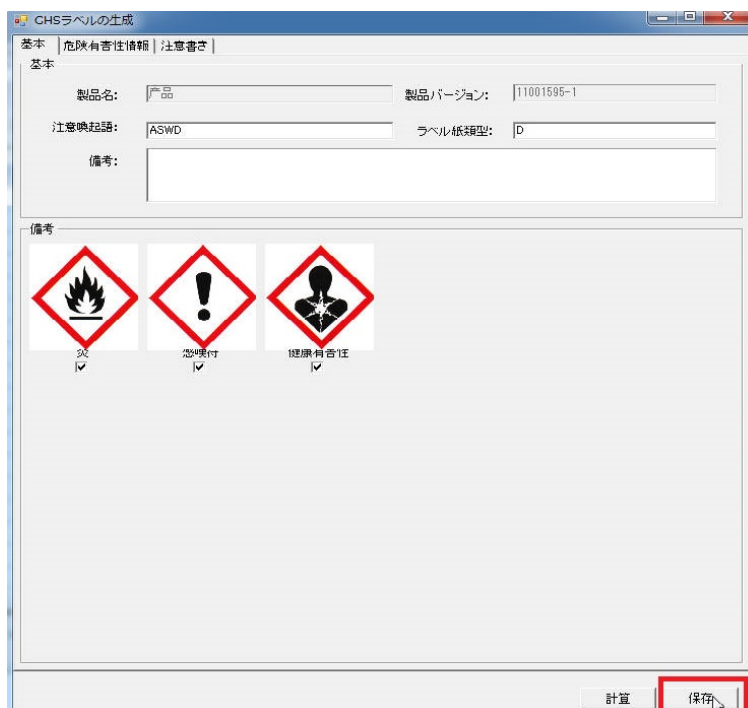 CHSラベルの生成
基本 危険有害性情報 注意書き
基本
製品名: 产品 製品バージョン: 11001595-1
注意喚起語: ASWD ラベル紙類型: D
備考:
備考
炎 健康有害性
計算 保存